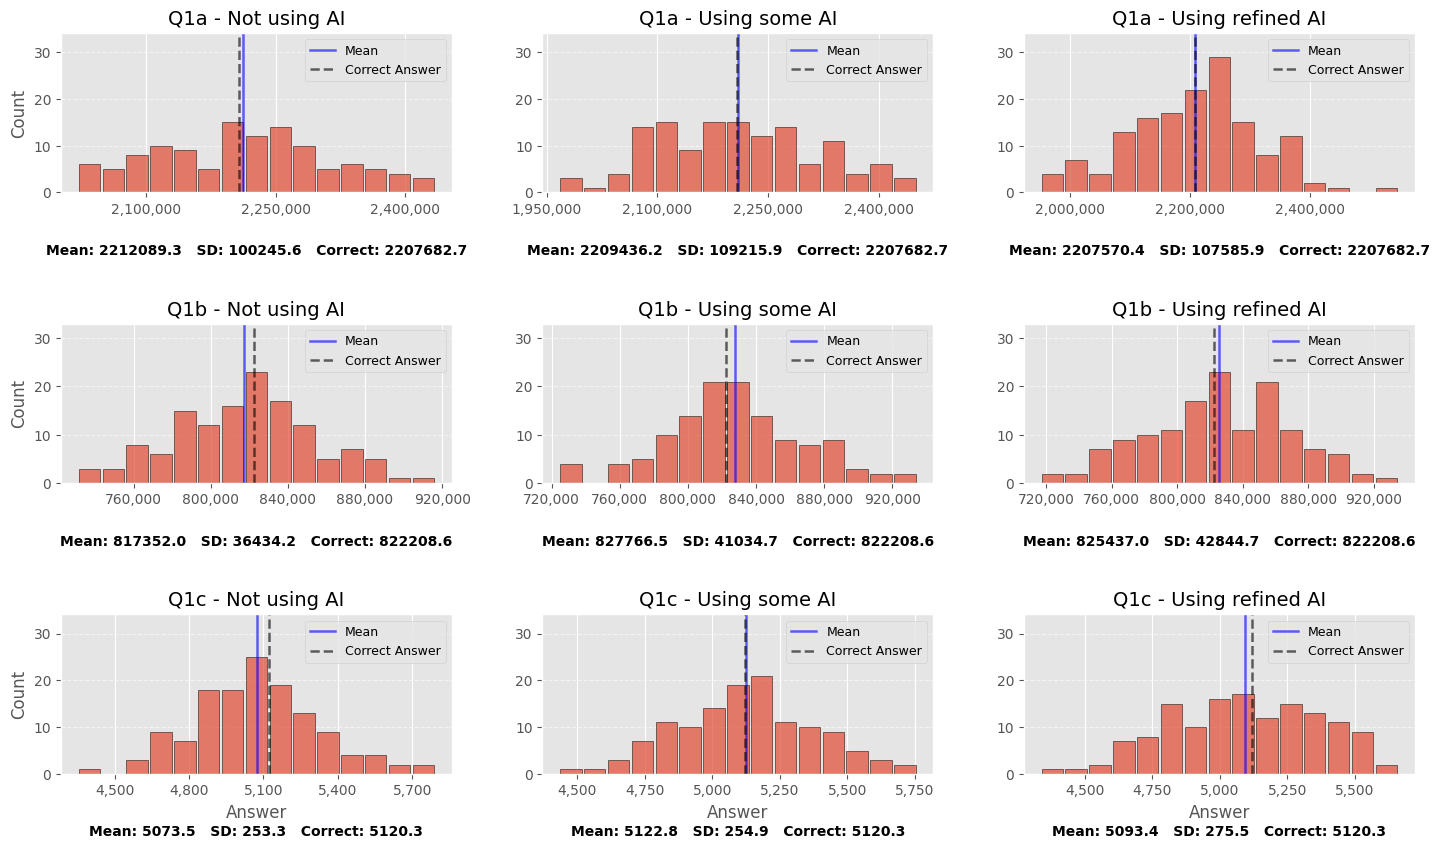 Q1a - Not using AI
Q1a - Using some AI
Q1a - Using refined AI
30
Mean
Correct Answer
Mean
Correct Answer
30
Mean
Correct Answer
Count
20
20
20
10
10
10
0
0
0
2,100,000
2,250,000
2,400,000
1,950,000
2,100,000
2,250,000
2,400,000
2,000,000
2,200,000
2,400,000
30
Mean: 2212089.3 SD: 100245.6 Correct: 2207682.7
Mean: 2209436.2 SD: 109215.9 Correct: 2207682.7
Mean: 2207570.4 SD: 107585.9 Correct: 2207682.7
Q1b - Not using AI
Q1b - Using some AI
Q1b - Using refined AI
30
Mean
Correct Answer
30
Mean
Correct Answer
30
Mean
Correct Answer
Count
20
20
20
10
10
10
0
0
0
760,000
800,000
840,000
880,000
920,000
720,000
760,000
800,000
840,000
880,000
920,000
720,000
760,000
800,000
840,000
880,000
920,000
Mean: 817352.0 SD: 36434.2 Correct: 822208.6
Mean: 827766.5 SD: 41034.7 Correct: 822208.6
Mean: 825437.0 SD: 42844.7 Correct: 822208.6
Q1c - Not using AI
Q1c - Using some AI
Q1c - Using refined AI
30
Mean
Correct Answer
30
Mean
Correct Answer
30
Mean
Correct Answer
Count
20
20
20
10
10
10
0
0
0
4,500
4,800
5,100
5,400
5,700
4,500
4,750
5,000
5,250
5,500
5,750
4,500
4,750
5,000
5,250
5,500
Answer
Answer
Answer
Mean: 5073.5 SD: 253.3 Correct: 5120.3
Mean: 5122.8 SD: 254.9 Correct: 5120.3
Mean: 5093.4 SD: 275.5 Correct: 5120.3